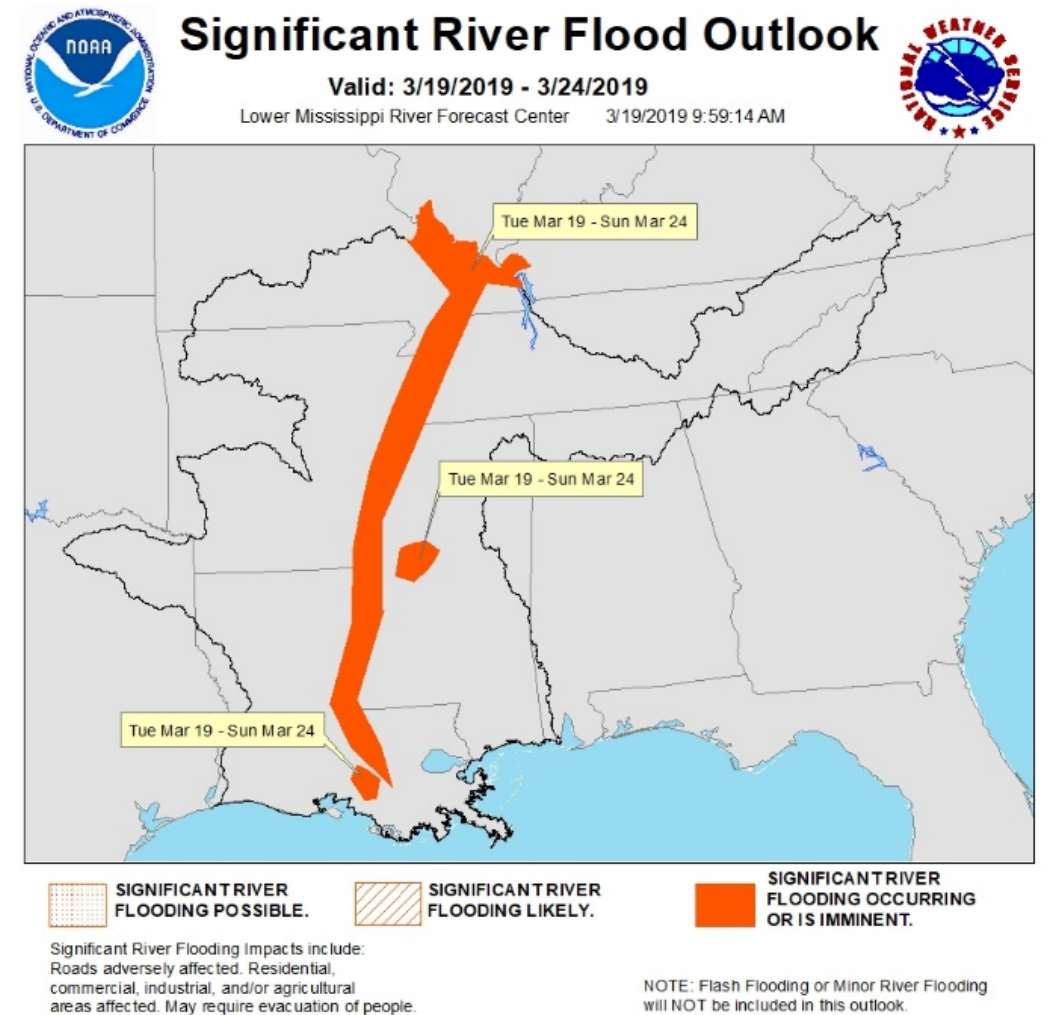 NATIONAL OCEANIC AND ATMOSPHERIC ADMINISTRATION
NOAA
U.S. DEPARTMENT OF COMMERCE
Significant River Flood Outlook
Valid: 3/19/2019 - 3/24/2019
Lower Mississippi River Forecast Center 3/19/2019 9:59:14 AM
NATIONAL WEATHER SERVICE
Tue Mar 19 - Sun Mar 24
Tue Mar 19 - Sun Mar 24
Tue Mar 19 - Sun Mar 24
SIGNIFICANT RIVER
FLOODING POSSIBLE.
SIGNIFICANT RIVER
FLOODING LIKELY.
SIGNIFICANT RIVER
FLOODING OCCURRING
OR IS IMMINENT.
Significant River Flooding Impacts include:
Roads adversely affected. Residential,
commercial, industrial, and/or agricultural
areas affected. May require evacuation of people.
NOTE: Flash Flooding or Minor River Flooding
will NOT be included in this outlook.